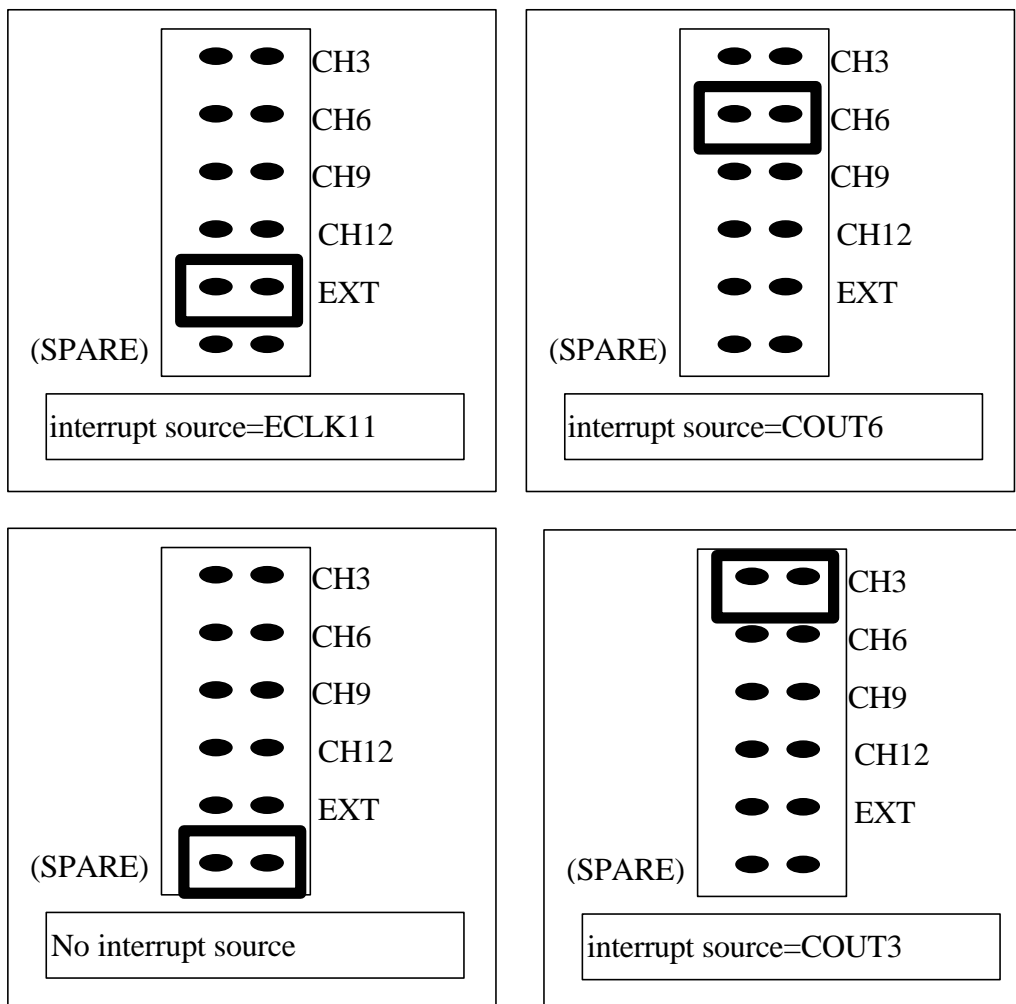 CH3
CH6
CH9
CH12
EXT
(SPARE)
interrupt source=ECLK11
CH3
CH6
CH9
CH12
EXT
(SPARE)
interrupt source=COUT6
CH3
CH6
CH9
CH12
EXT
(SPARE)
No interrupt source
CH3
CH6
CH9
CH12
EXT
(SPARE)
interrupt source=COUT3